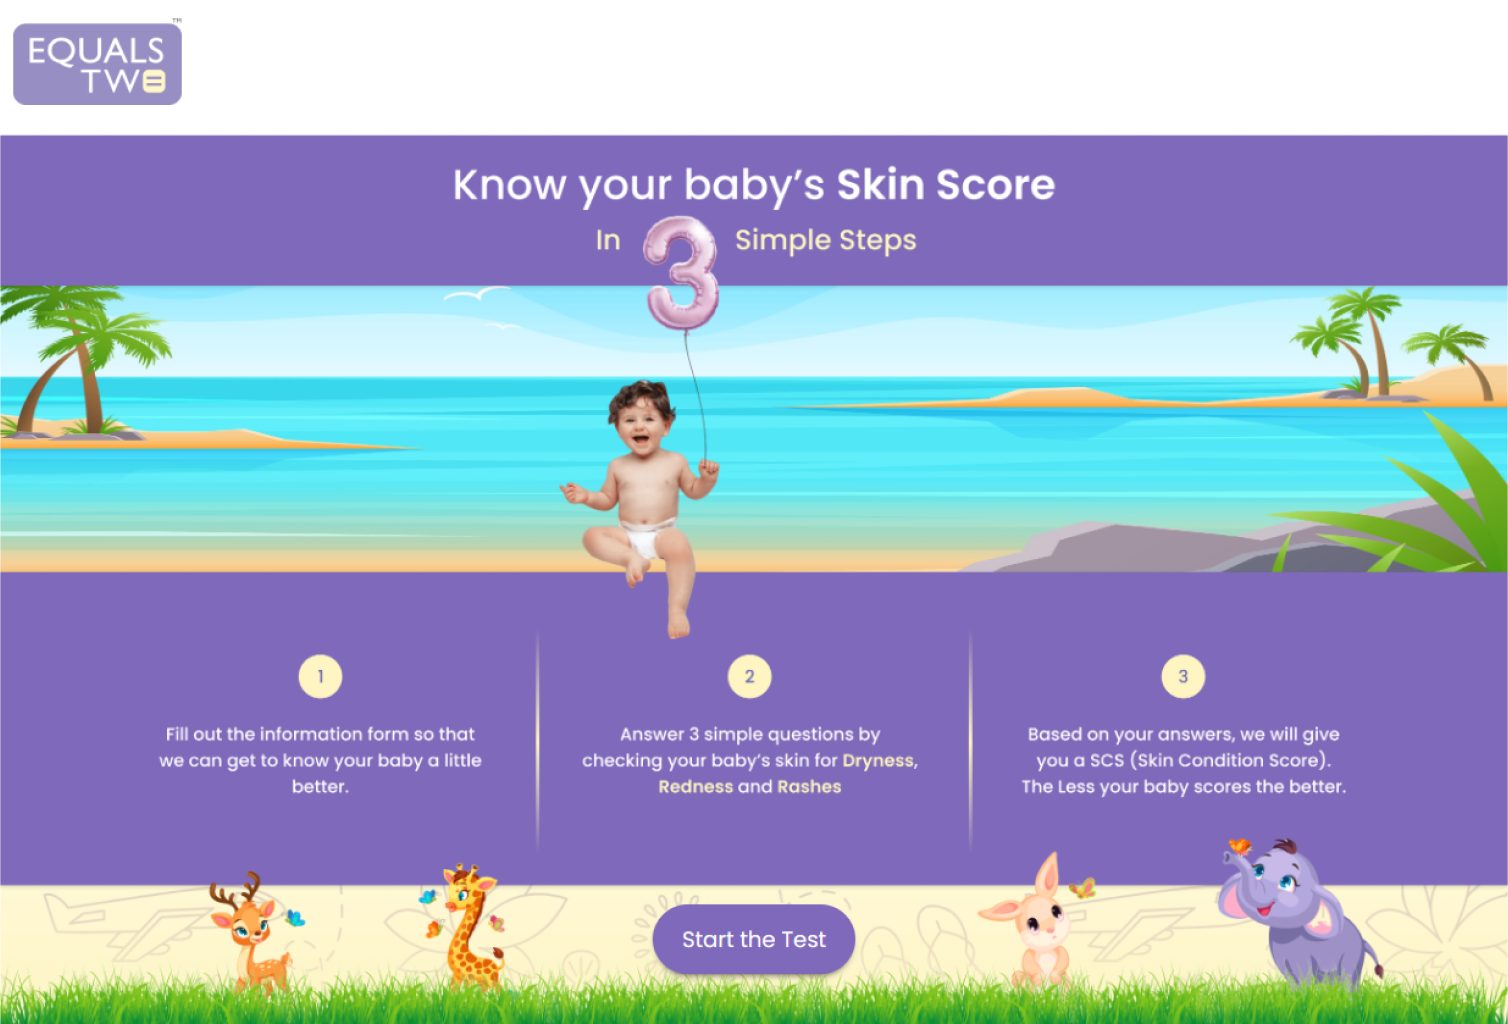 TM
EQUALS
TW
Know your baby’s Skin Score
In 3 Simple Steps
1
Fill out the information form so that
we can get to know your baby a little
better.
2
Answer 3 simple questions by
checking your baby’s skin for Dryness,
Redness and Rashes
3
Based on your answers, we will give
you a SCS (Skin Condition Score).
The Less your baby scores the better.
Start the Test